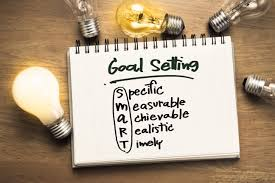 Goal Setting
Specific
Measurable
Achievable
Realistic
Timely